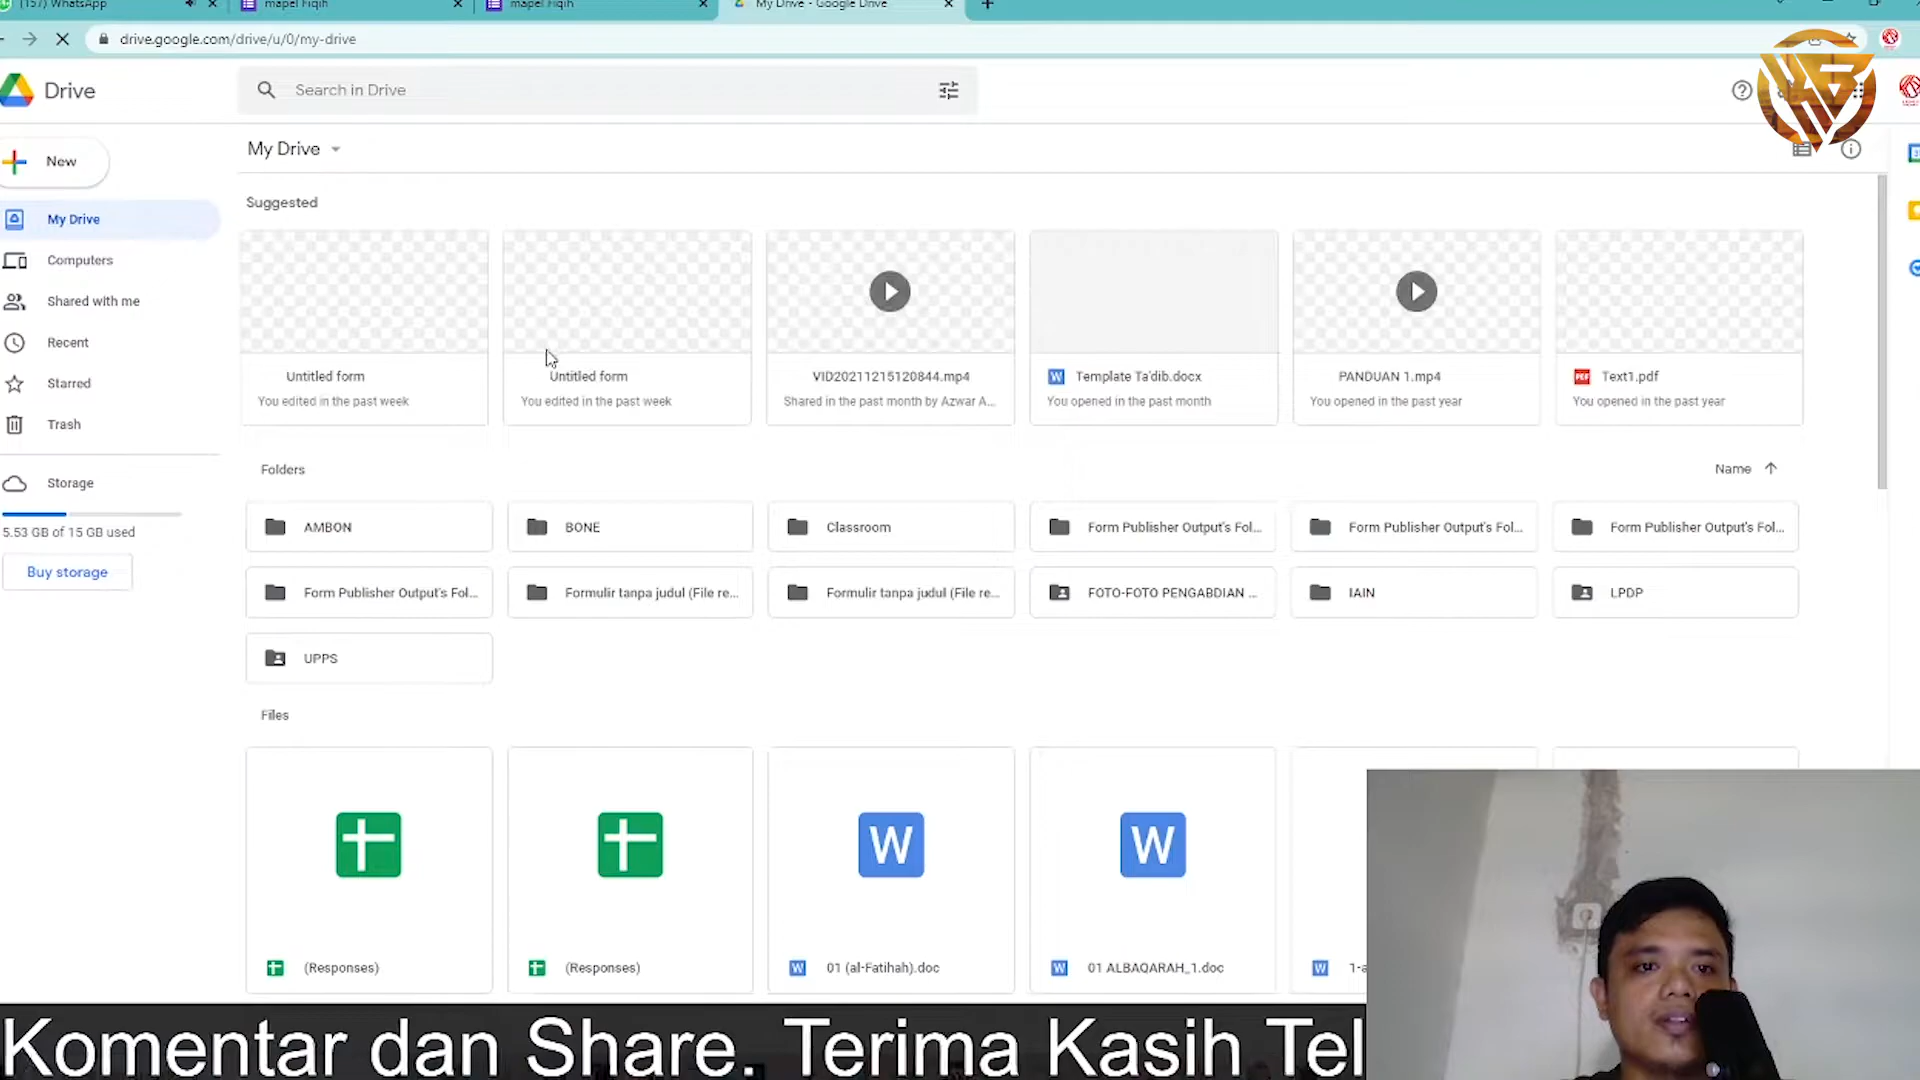 (157) WhatsApp
mapel Fiqih
mapel Fiqih
My Drive - Google Drive
drive.google.com/drive/u/0/my-drive
Drive
Search in Drive
New
My Drive
Computers
Shared with me
Recent
Starred
Trash
Storage
5.53 GB of 15 GB used
Buy storage
My Drive
Suggested
Untitled form
You edited in the past week
Untitled form
You edited in the past week
VID20211215120844.mp4
Shared in the past month by Azwar A...
Template Ta'dib.docx
You opened in the past month
PANDUAN 1.mp4
You opened in the past year
Text1.pdf
You opened in the past year
Folders
Name
AMBON
BONE
Classroom
Form Publisher Output's Fol...
Form Publisher Output's Fol...
Form Publisher Output's Fol...
Form Publisher Output's Fol...
Formulir tanpa judul (File re...
Formulir tanpa judul (File re...
FOTO-FOTO PENGABDIAN ...
IAIN
LPDP
UPPS
Files
(Responses)
(Responses)
01 (al-Fatihah).doc
01 ALBAQARAH_1.doc
Komentar dan Share. Terima Kasih Tel